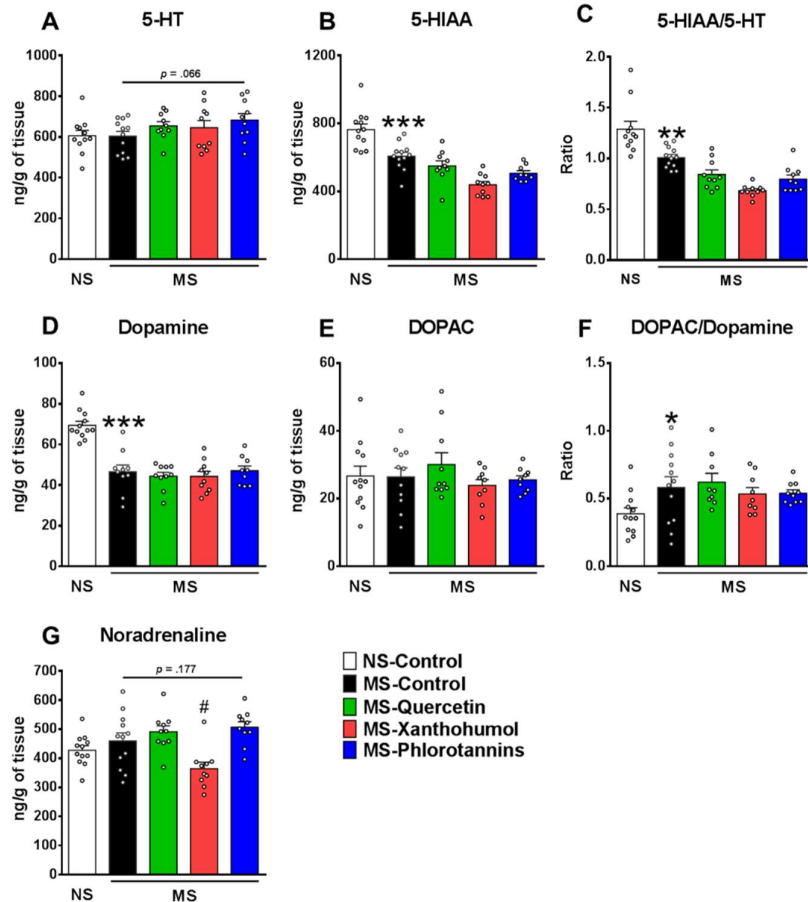 A 5-HT
p = .066
ng/g of tissue
1000
800
600
400
200
0
NS MS
B 5-HIAA
ng/g of tissue
1200
800
400
0
***
NS MS
C 5-HIAA/5-HT
Ratio
2.0
1.5
1.0
0.5
0.0
**
NS MS
D Dopamine
ng/g of tissue
100
80
60
40
20
0
***
NS MS
E DOPAC
ng/g of tissue
60
40
20
0
NS MS
F DOPAC/Dopamine
Ratio
1.5
1.0
0.5
0.0
*
NS MS
G Noradrenaline
p = .177
ng/g of tissue
700
600
500
400
300
200
100
0
#
NS MS
NS-Control
MS-Control
MS-Quercetin
MS-Xanthohumol
MS-Phlorotannins